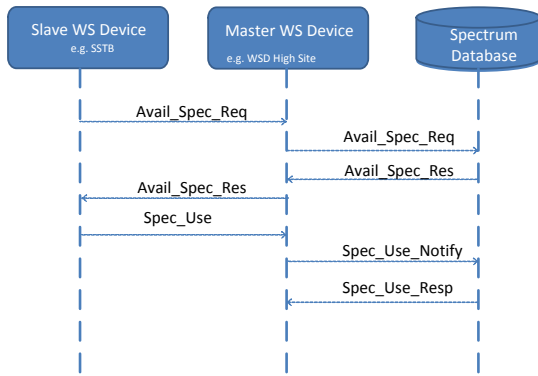 Slave WS Device
e.g. SSTB
Master WS Device
e.g. WSD High Site
Spectrum
Database
Avail_Spec_Req
Avail_Spec_Req
Avail_Spec_Res
Avail_Spec_Res
Spec_Use
Spec_Use_Notify
Spec_Use_Resp